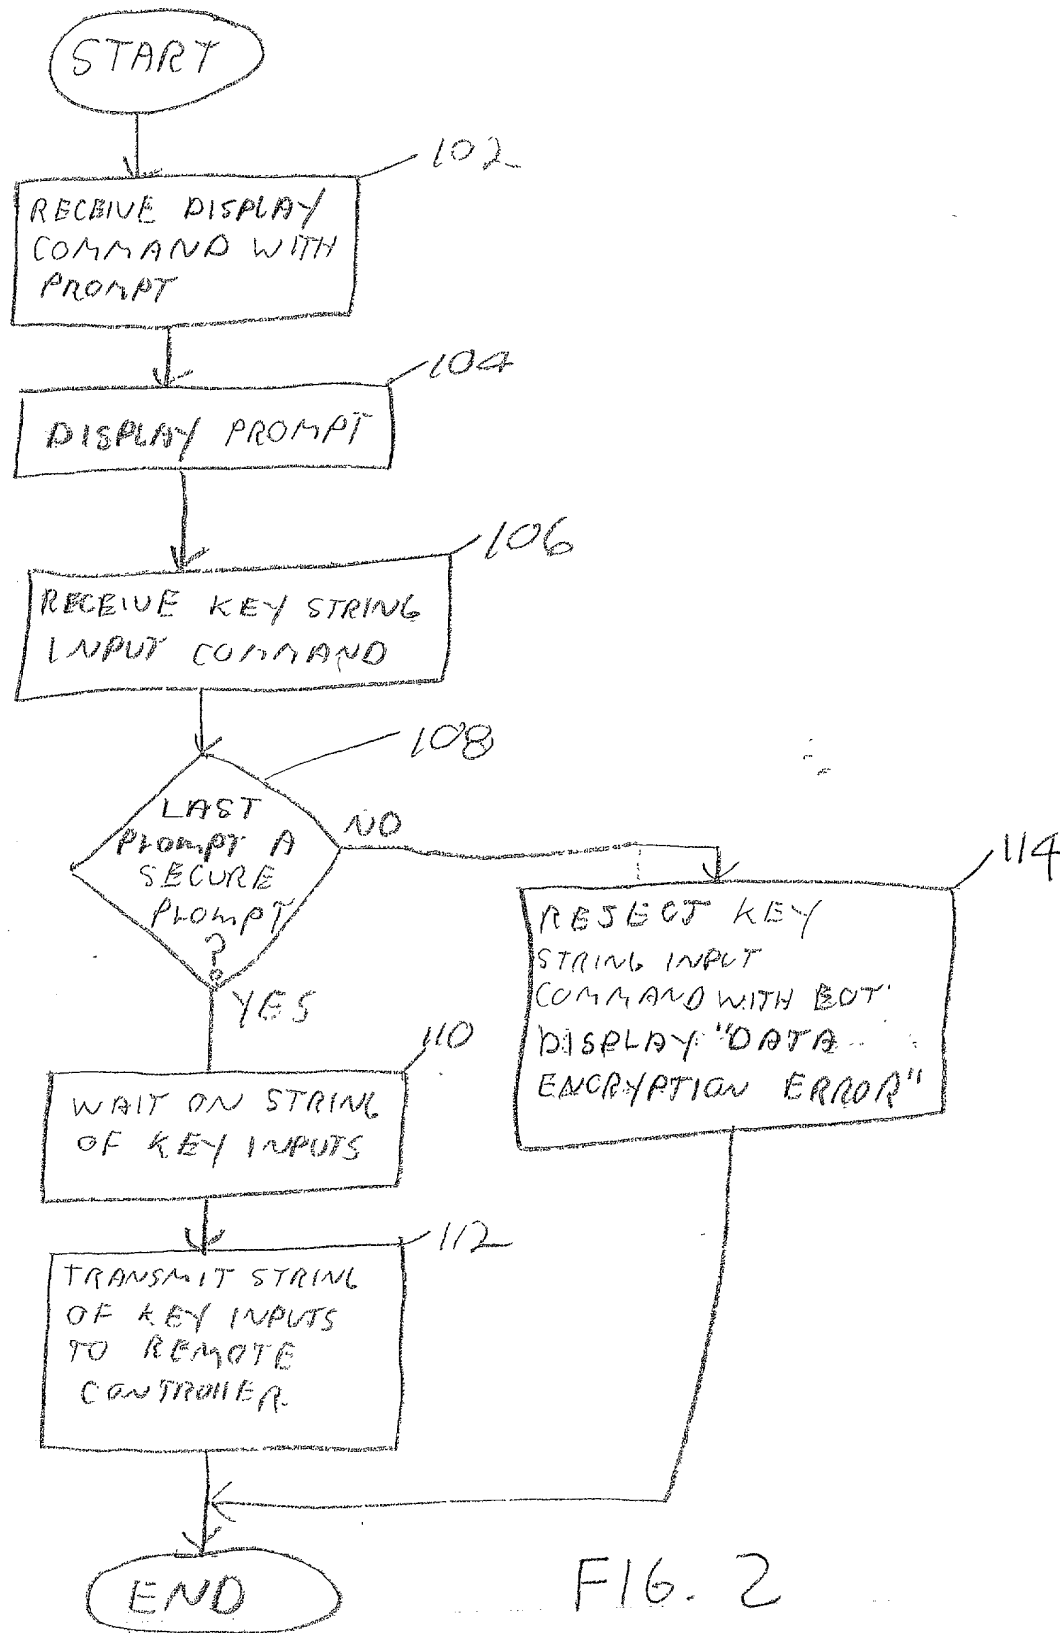 START
102
RECEIVE DISPLAY
COMMAND WITH
PROMPT
104
DISPLAY PROMPT
106
RECEIVE KEY STRING
INPUT COMMAND
108
LAST
PROMPT A
SECURE
PROMPT
?
NO
YES
114
REJECT KEY
STRING INPUT
COMMAND WITH EOT
DISPLAY "DATA
ENCRYPTION ERROR"
110
WAIT ON STRING
OF KEY INPUTS
112
TRANSMIT STRING
OF KEY INPUTS
TO REMOTE
CONTROLLER
END
FIG. 2